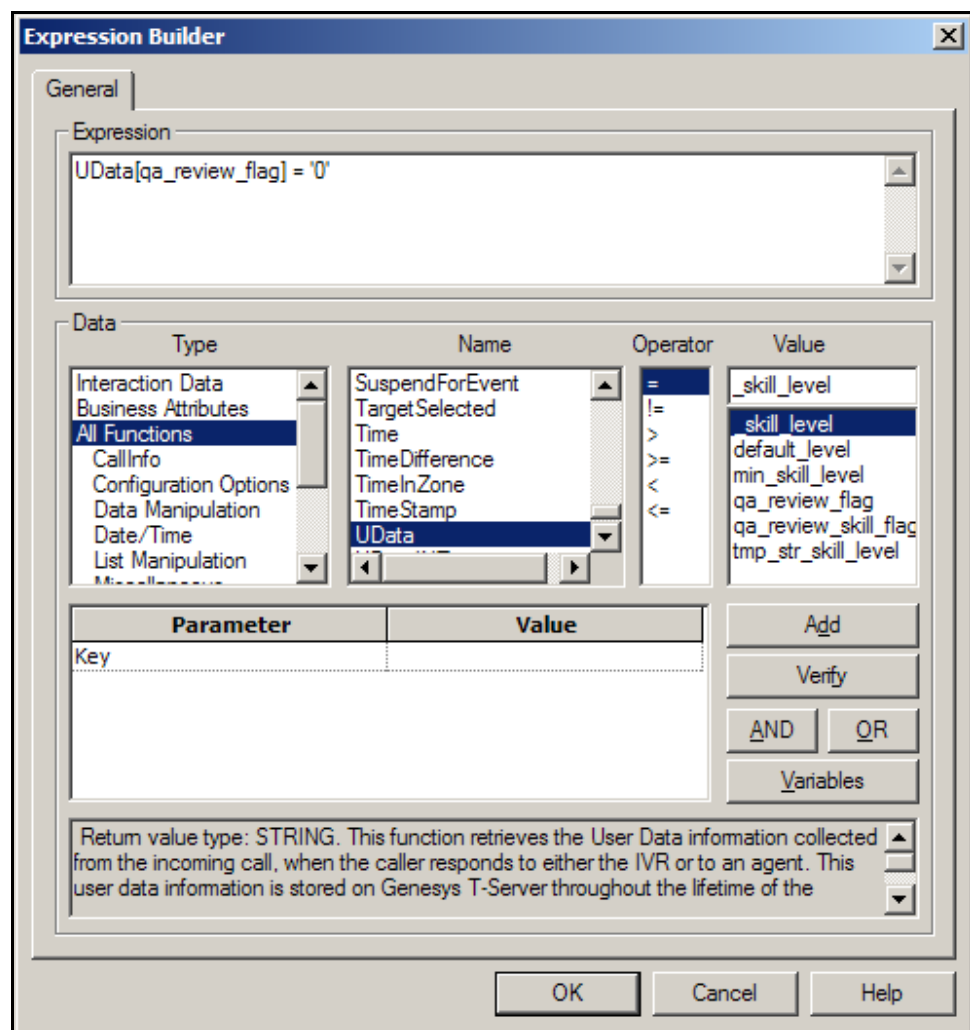 Expression Builder
General
Expression
UData[qa_review_flag] = '0'
Data
Type
Name
Operator
Value
Interaction Data
Business Attributes
All Functions
CallInfo
Configuration Options
Data Manipulation
Date/Time
List Manipulation
SuspendForEvent
TargetSelected
Time
TimeDifference
TimeInZone
TimeStamp
UData
=
!=
>
>=
<
<=
_skill_level
_skill_level
default_level
min_skill_level
qa_review_flag
qa_review_skill_flag
tmp_str_skill_level
Parameter
Value
Key
Add
Verify
AND
OR
Variables
Return value type: STRING. This function retrieves the User Data information collected
from the incoming call, when the caller responds to either the IVR or to an agent. This
user data information is stored on Genesys T-Server throughout the lifetime of the
OK
Cancel
Help